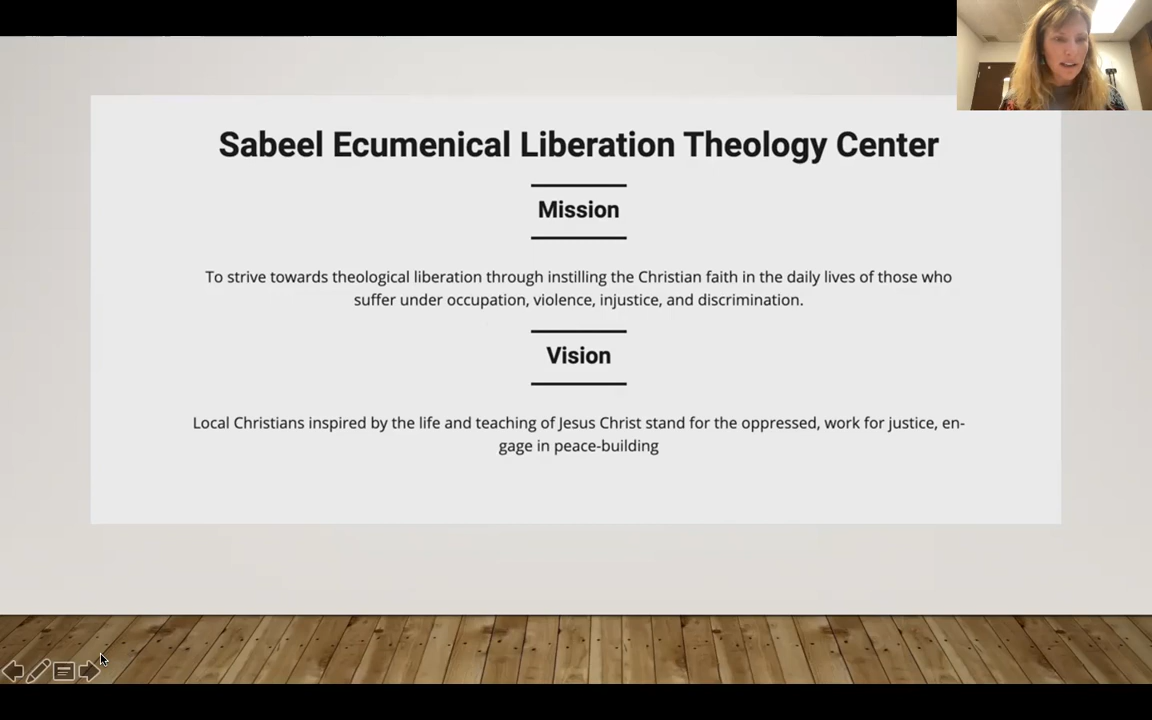 Sabeel Ecumenical Liberation Theology Center
Mission
To strive towards theological liberation through instilling the Christian faith in the daily lives of those who
suffer under occupation, violence, injustice, and discrimination.
Vision
Local Christians inspired by the life and teaching of Jesus Christ stand for the oppressed, work for justice, en-
gage in peace-building